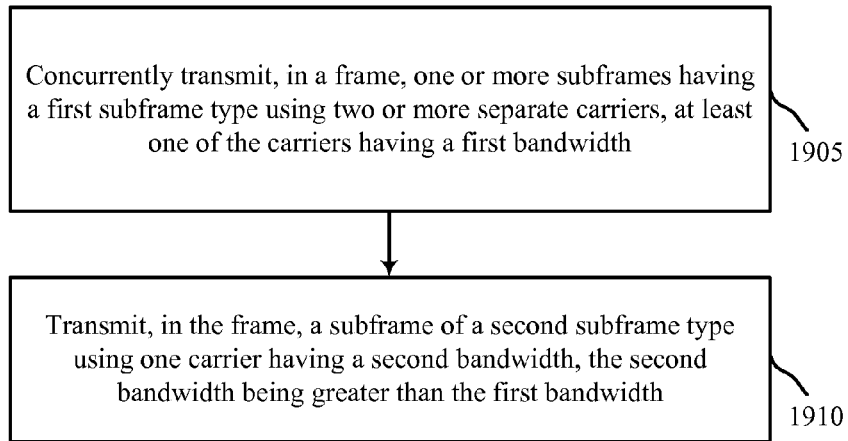 Concurrently transmit, in a frame, one or more subframes having
a first subframe type using two or more separate carriers, at least
one of the carriers having a first bandwidth
1905
Transmit, in the frame, a subframe of a second subframe type
using one carrier having a second bandwidth, the second
bandwidth being greater than the first bandwidth
1910